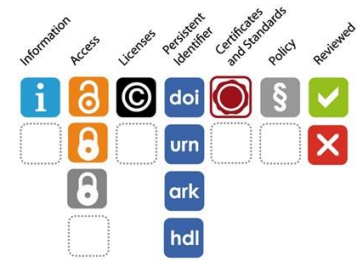 Information
Access
Licenses
Persistent
Identifier
Certificates
and Standards
Policy
Reviewed
i
©
doi
§
urn
ark
hdl